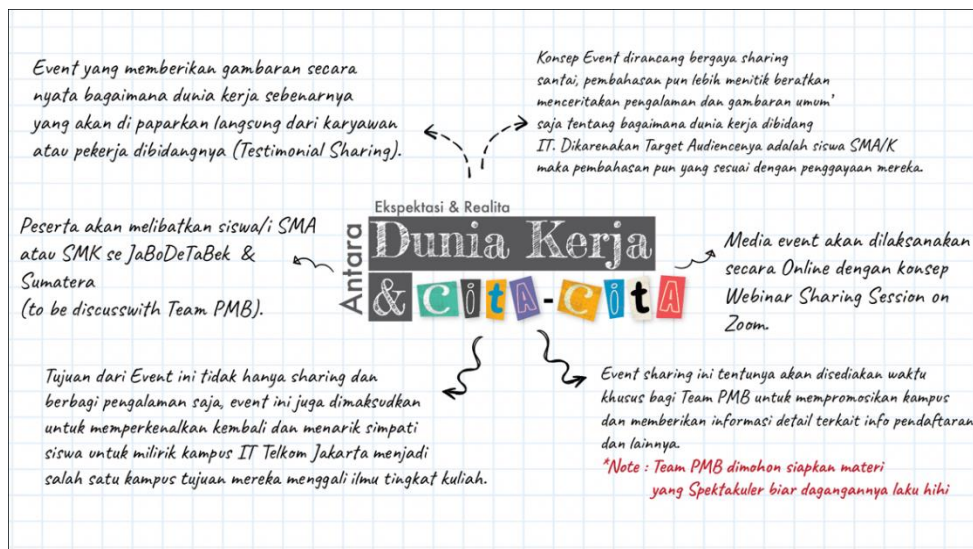 Event yang memberikan gambaran secara
nyata bagaimana dunia kerja sebenarnya
yang akan di paparkan langsung dari karyawan
atau pekerja dibidangnya (Testimonial Sharing).
Konsep Event dirancang bergaya sharing
santai, pembahasan pun lebih menitik beratkan
menceritakan pengalaman dan gambaran umum'
saja tentang bagaimana dunia kerja dibidang
IT. Dikarenakan Target Audiencenya adalah siswa SMA/K
maka pembahasan pun yang sesuai dengan penggayaan mereka.
Peserta akan melibatkan siswa/i SMA
atau SMK se JaBoDeTaBek &
Sumatera
(to be discusswith Team PMB).
Ekspektasi & Realita
Antara
Dunia Kerja
& CitA-CitA
Media event akan dilaksanakan
secara Online dengan konsep
Webinar Sharing Session on
Zoom.
Tujuan dari Event ini tidak hanya sharing dan
berbagi pengalaman saja, event ini juga dimaksudkan
untuk memperkenalkan kembali dan menarik simpati
siswa untuk milirik kampus IT Telkom Jakarta menjadi
salah satu kampus tujuan mereka menggali ilmu tingkat kuliah.
Event sharing ini tentunya akan disediakan waktu
khusus bagi Team PMB untuk mempromosikan kampus
dan memberikan informasi detail terkait info pendaftaran
dan lainnya.
*Note : Team PMB dimohon siapkan materi
yang Spektakuler biar dagangannya laku hihi